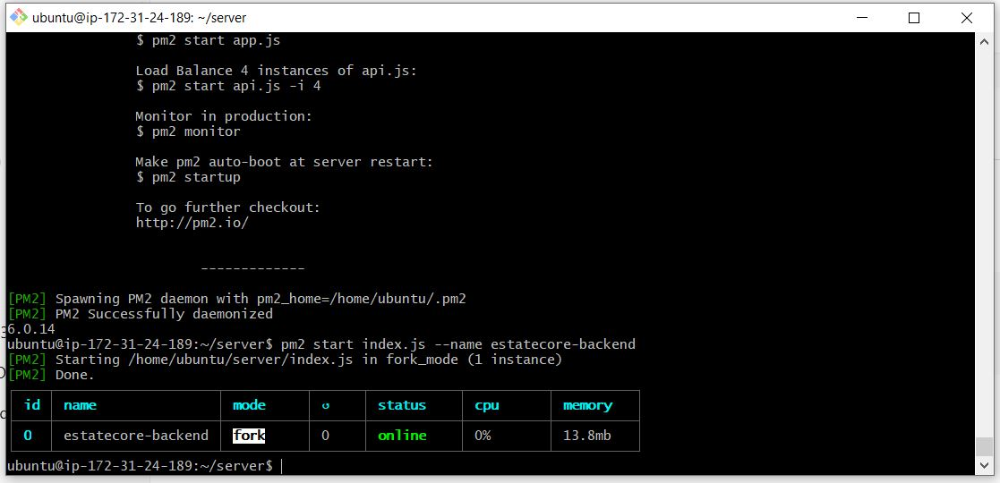 ubuntu@ip-172-31-24-189: ~/server
$ pm2 start app.js
Load Balance 4 instances of api.js:
$ pm2 start api.js -i 4
Monitor in production:
$ pm2 monitor
Make pm2 auto-boot at server restart:
$ pm2 startup
To go further checkout:
http://pm2.io/
-------------
[PM2] Spawning PM2 daemon with pm2_home=/home/ubuntu/.pm2
[PM2] PM2 Successfully daemonized
6.0.14
ubuntu@ip-172-31-24-189:~/server$ pm2 start index.js --name estatecore-backend
[PM2] Starting /home/ubuntu/server/index.js in fork_mode (1 instance)
[PM2] Done.
id name mode ↺ status cpu memory
0 estatecore-backend fork 0 online 0% 13.8mb
ubuntu@ip-172-31-24-189:~/server$